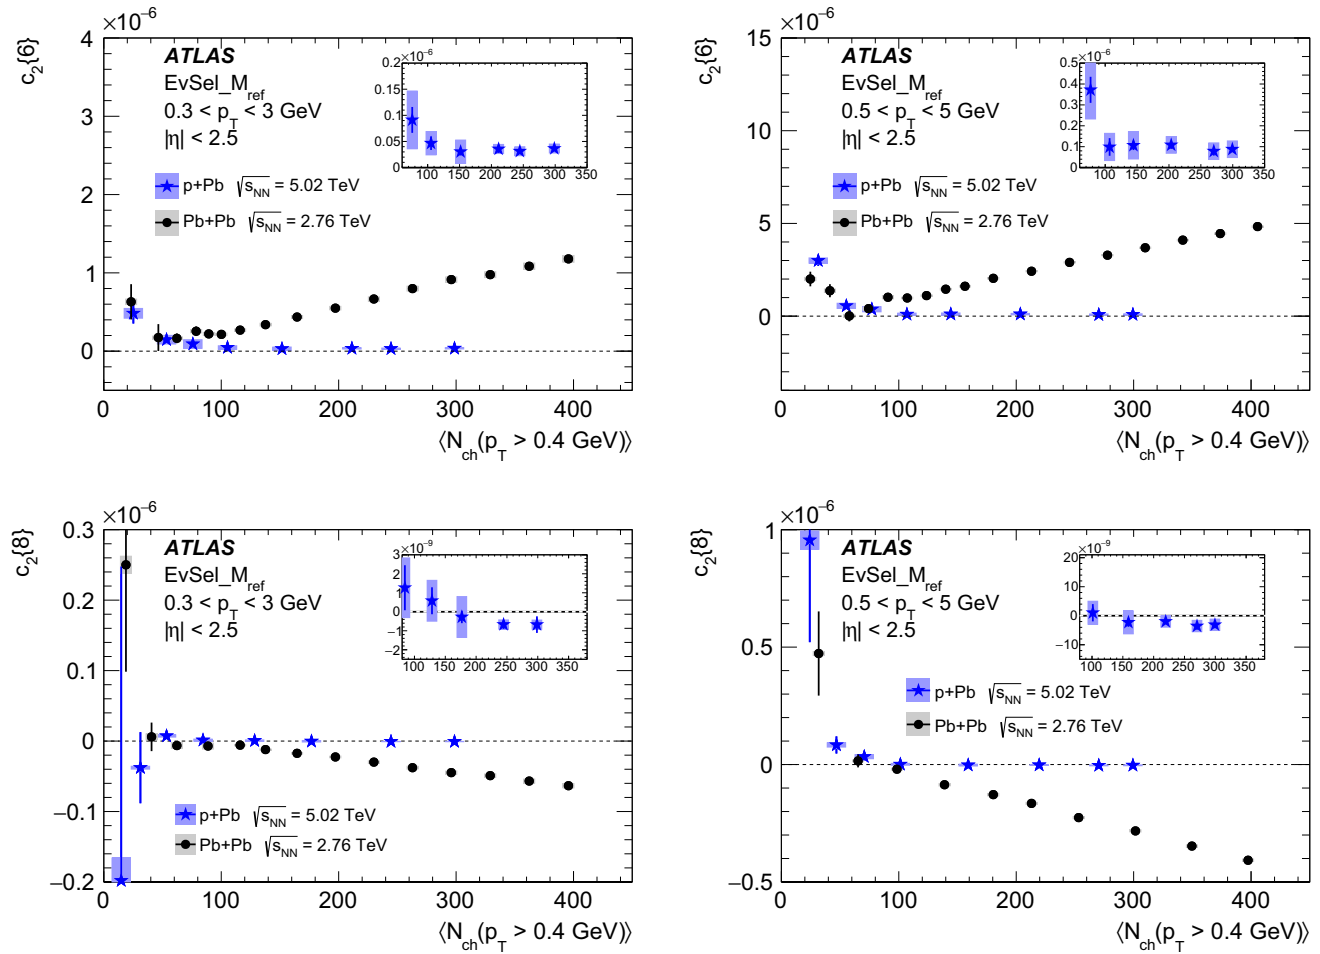 ×10⁻⁶
c₂{6}
4
3
2
1
0
ATLAS
EvSel_M_ref
0.3 < p_T < 3 GeV
|η| < 2.5
p+Pb √s_NN = 5.02 TeV
Pb+Pb √s_NN = 2.76 TeV
×10⁻⁶
0.2
0.15
0.1
0.05
0
100 150 200 250 300 350
0 100 200 300 400
⟨N_ch(p_T > 0.4 GeV)⟩
×10⁻⁶
c₂{6}
15
10
5
0
ATLAS
EvSel_M_ref
0.5 < p_T < 5 GeV
|η| < 2.5
p+Pb √s_NN = 5.02 TeV
Pb+Pb √s_NN = 2.76 TeV
×10⁻⁶
0.5
0.4
0.3
0.2
0.1
0
100 150 200 250 300 350
0 100 200 300 400
⟨N_ch(p_T > 0.4 GeV)⟩
×10⁻⁶
c₂{8}
0.3
0.2
0.1
0
−0.1
−0.2
ATLAS
EvSel_M_ref
0.3 < p_T < 3 GeV
|η| < 2.5
×10⁻⁹
3
2
1
0
−1
−2
100 150 200 250 300 350
p+Pb √s_NN = 5.02 TeV
Pb+Pb √s_NN = 2.76 TeV
0 100 200 300 400
⟨N_ch(p_T > 0.4 GeV)⟩
×10⁻⁶
c₂{8}
1
0.5
0
−0.5
ATLAS
EvSel_M_ref
0.5 < p_T < 5 GeV
|η| < 2.5
×10⁻⁹
20
10
0
−10
100 150 200 250 300 350
p+Pb √s_NN = 5.02 TeV
Pb+Pb √s_NN = 2.76 TeV
0 100 200 300 400
⟨N_ch(p_T > 0.4 GeV)⟩